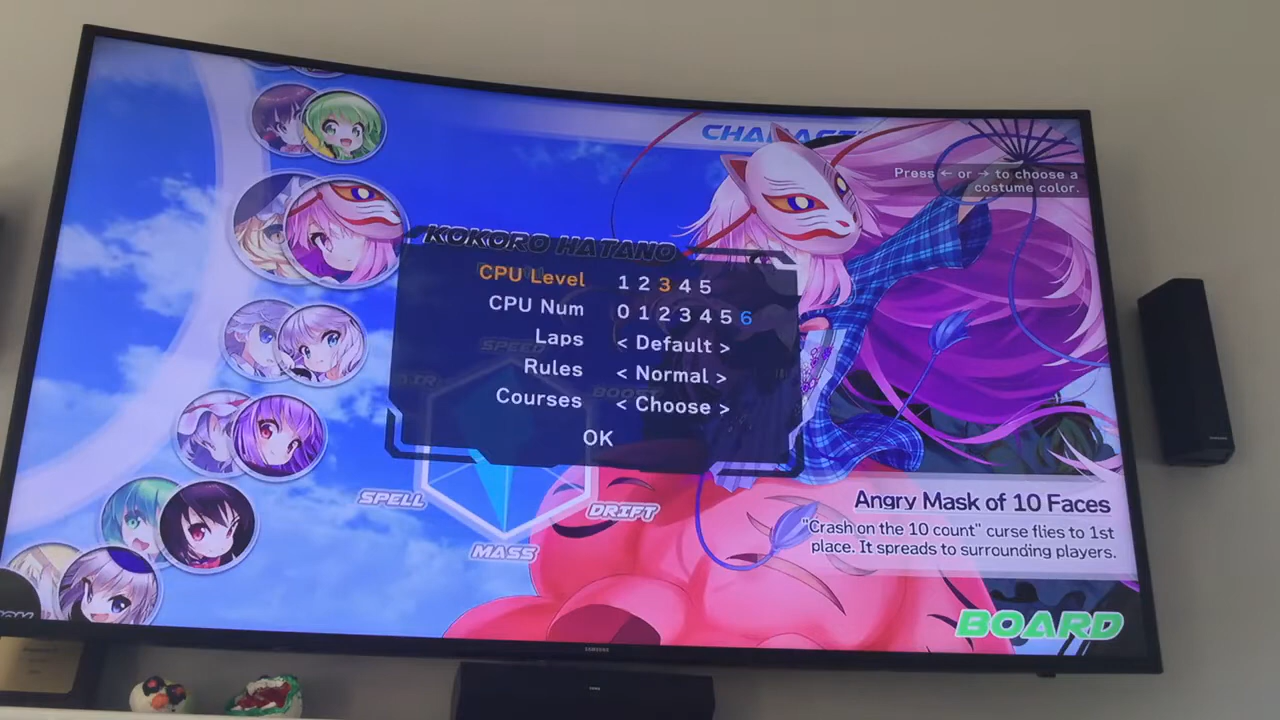 CHARACTE
Press ← or → to choose a
costume color.
KOKORO HATANO
CPU Level 1 2 3 4 5
CPU Num 0 1 2 3 4 5 6
Laps < Default >
Rules < Normal >
Courses < Choose >
OK
SPEED
BOOST
SPELL
DRIFT
MASS
Angry Mask of 10 Faces
"Crash on the 10 count" curse flies to 1st
place. It spreads to surrounding players.
BOARD
SAMSUNG